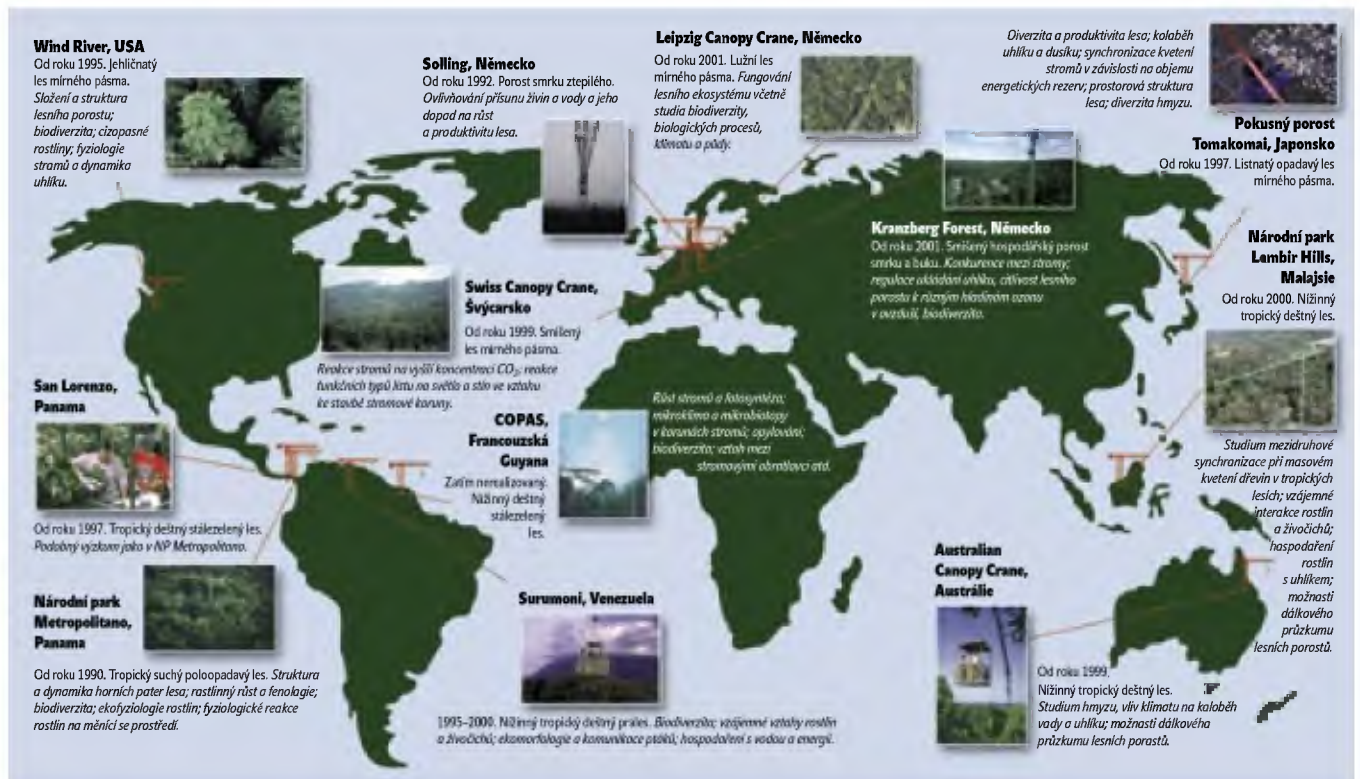 Wind River, USA
Od roku 1995. Jehličnatý
les mírného pásma.
Složení a struktura
lesního porostu;
biodiverzita; cizopasné
rostliny; fyziologie
stromů a dynamika
uhlíku.
Solling, Německo
Od roku 1992. Porost smrku ztepilého.
Ovlivňování přísunu živin a vody a jeho
dopad na růst
a produktivitu lesa.
Leipzig Canopy Crane, Německo
Od roku 2001. Lužní les
mírného pásma. Fungování
lesního ekosystému včetně
studia biodiverzity,
biologických procesů,
klimatu a půdy.
Diverzita a produktivita lesa; koloběh
uhlíku a dusíku; synchronizace kvetení
stromů v závislosti na objemu
energetických rezerv; prostorová struktura
lesa; diverzita hmyzu.
Pokusný porost
Tomakomai, Japonsko
Od roku 1997. Listnatý opadavý les
mírného pásma.
Kranzberg Forest, Německo
Od roku 2001. Smíšený hospodářský porost
smrku a buku. Konkurence mezi stromy;
regulace ukládání uhlíku, citlivost lesního
porostu k různým hladinám ozonu
v ovzduší, biodiverzita.
Národní park
Lambir Hills,
Malajsie
Od roku 2000. Nížinný
tropický deštný les.
Studium mezidruhové
synchronizace při masovém
kvetení dřevin v tropických
lesích; vzájemné
interakce rostlin
a živočichů;
hospodaření
rostlin
s uhlíkem;
možnosti
dálkového
průzkumu
lesních porostů.
Swiss Canopy Crane,
Švýcarsko
Od roku 1999. Smíšený
les mírného pásma.
Reakce stromů na vyšší koncentraci CO₂; reakce
funkčních typů listu na světlo a stín ve vztahu
ke stavbě stromové koruny.
San Lorenzo,
Panama
Od roku 1997. Tropický deštný stálezelený les.
Podobný výzkum jako v NP Metropolitano.
COPAS,
Francouzská
Guyana
Zatím nerealizovaný.
Nížinný deštný
stálezelený
les.
Růst stromů a fotosyntéza;
mikroklima a mikrobiotopy
v korunách stromů; opylování;
biodiverzita; vztah mezi
stromovými obratlovci atd.
Národní park
Metropolitano,
Panama
Od roku 1990. Tropický suchý poloopadavý les. Struktura
a dynamika horních pater lesa; rostlinný růst a fenologie;
biodiverzita; ekofyziologie rostlin; fyziologické reakce
rostlin na měnící se prostředí.
Surumoni, Venezuela
1995–2000. Nížinný tropický deštný prales. Biodiverzita; vzájemné vztahy rostlin
a živočichů; ekomorfologie a komunikace ptáků; hospodaření s vodou a energií.
Australian
Canopy Crane,
Austrálie
Od roku 1999.
Nížinný tropický deštný les.
Studium hmyzu, vliv klimatu na koloběh
vody a uhlíku; možnosti dálkového
průzkumu lesních porostů.